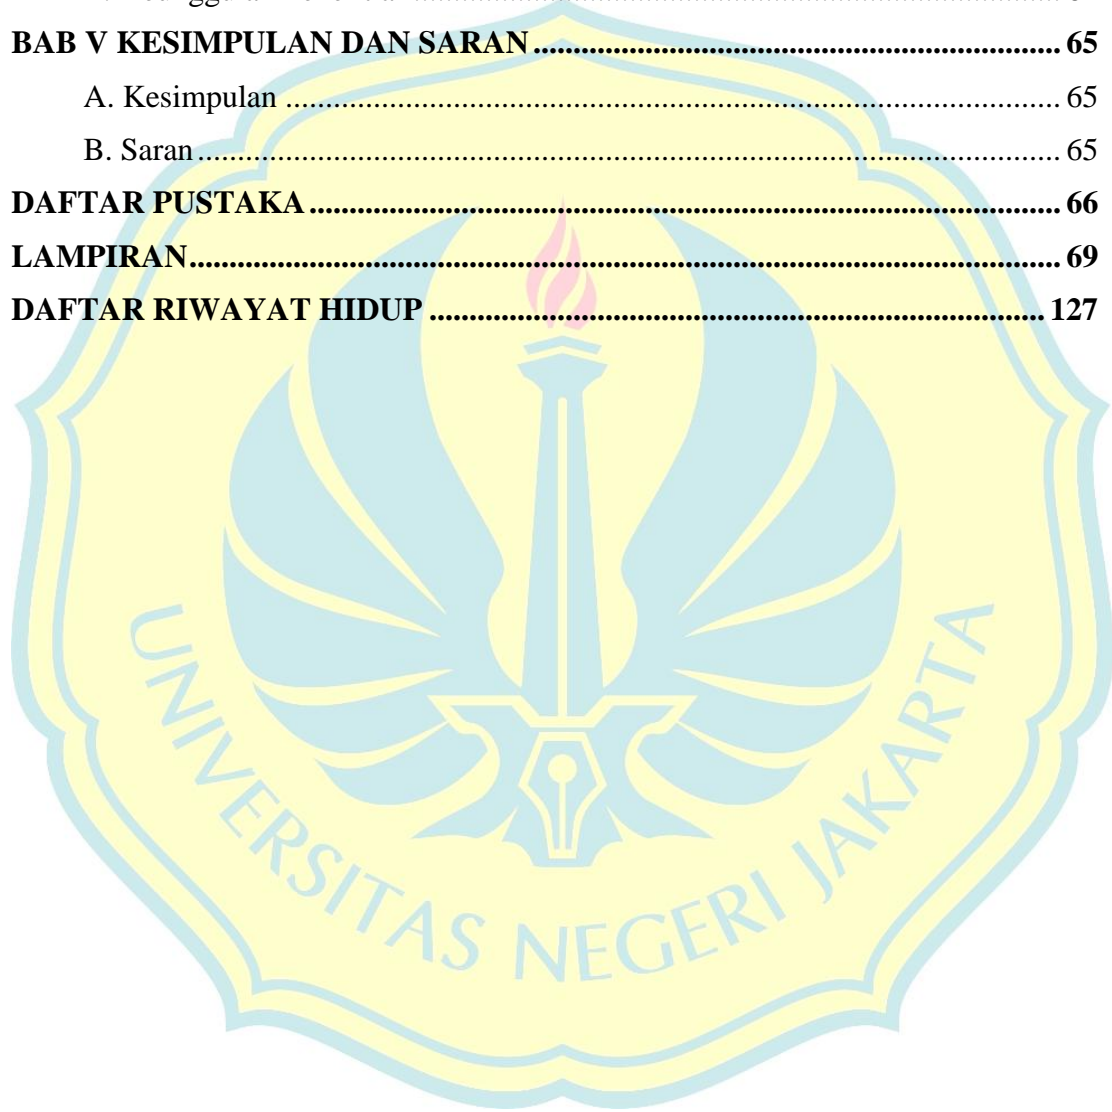 BAB V KESIMPULAN DAN SARAN ................................................................... 65
A. Kesimpulan ................................................................................................. 65
B. Saran ............................................................................................................ 65
DAFTAR PUSTAKA ............................................................................................... 66
LAMPIRAN .............................................................................................................. 69
DAFTAR RIWAYAT HIDUP .............................................................................. 127
UNIVERSITAS NEGERI JAKARTA